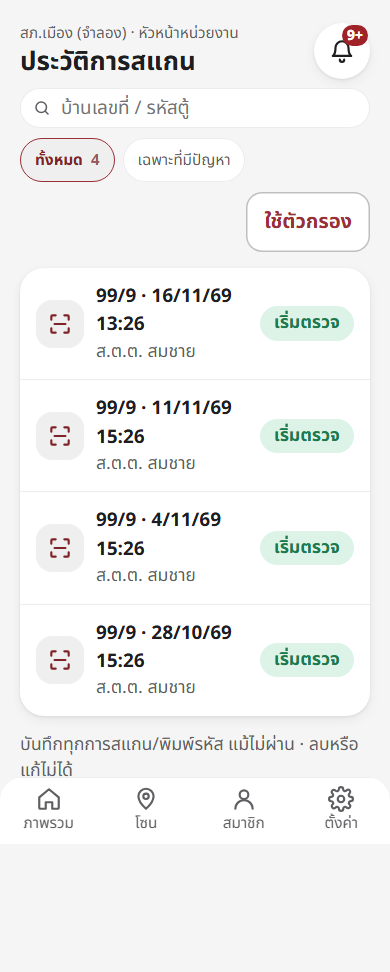 สภ.เมือง (จำลอง) · หัวหน้าหน่วยงาน
ประวัติการสแกน
9+
บ้านเลขที่ / รหัสตู้
ทั้งหมด 4
เฉพาะที่มีปัญหา
ใช้ตัวกรอง
99/9 · 16/11/69
13:26
ส.ต.ต. สมชาย
เริ่มตรวจ
99/9 · 11/11/69
15:26
ส.ต.ต. สมชาย
เริ่มตรวจ
99/9 · 4/11/69
15:26
ส.ต.ต. สมชาย
เริ่มตรวจ
99/9 · 28/10/69
15:26
ส.ต.ต. สมชาย
เริ่มตรวจ
บันทึกทุกการสแกน/พิมพ์รหัส แม้ไม่ผ่าน · ลบหรือ
แก้ไม่ได้
ภาพรวม
โซน
สมาชิก
ตั้งค่า